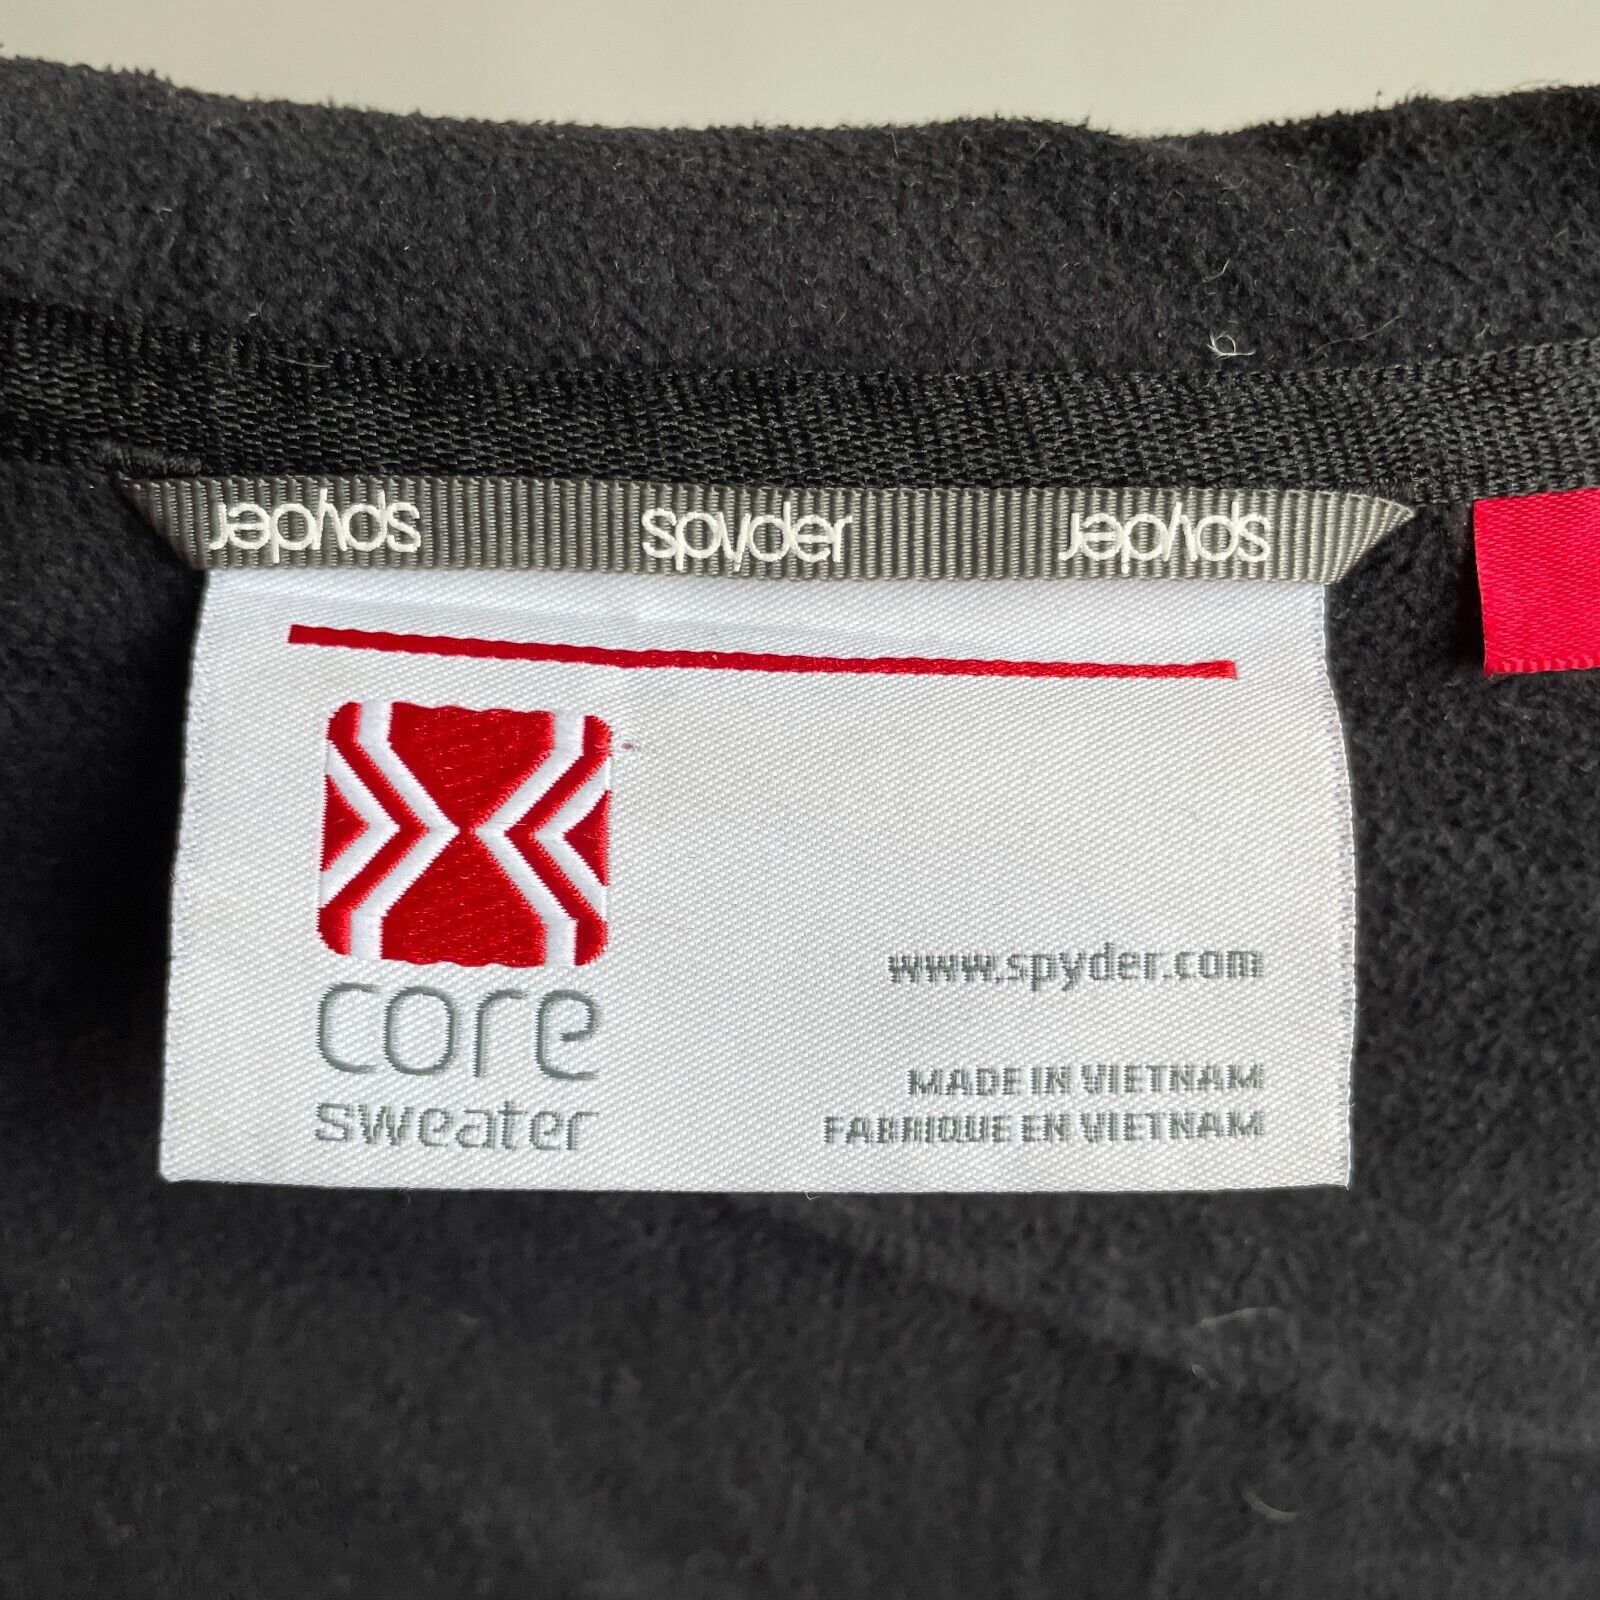 spyder spyder spyder
core
sweater
www.spyder.com
MADE IN VIETNAM
FABRIQUE EN VIETNAM